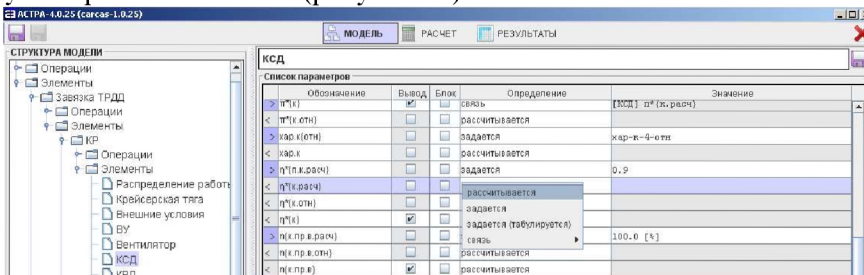 АСТРА-4.0.25 (carcas-1.0.25)
МОДЕЛЬ РАСЧЕТ РЕЗУЛЬТАТЫ
СТРУКТУРА МОДЕЛИ
Операции
Элементы
Завязка ТРДД
Операции
Элементы
КР
Операции
Элементы
Распределение работы
Крейсерская тяга
Внешние условия
ВУ
Вентилятор
КСД
КВД
КСД
Список параметров
Обозначение Вывод Блок Определение Значение
> π*(к) связь [КСД] π*(к.расч)
< π*(к.отн) рассчитывается
> хар.к(отн) задается хар-к-4-отн
< хар.к рассчитывается
> η*(п.к.расч) задается 0.9
< η*(к.расч)
< η*(к.отн)
< η*(к)
> n(к.пр.в.расч) 100.0 [%]
< n(к.пр.в.отн) рассчитывается
< n(к.пр.в) рассчитывается
рассчитывается
задается
задается (табулируется)
связь